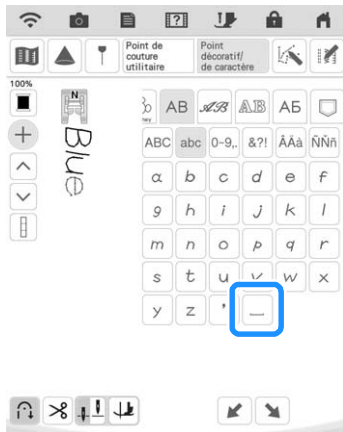 Point de couture utilitaire
Point décoratif/ de caractère
100%
N
Blue
AB AB AB АБ
ABC abc 0-9,. &?! ÄÃà ÑÑñ
a b c d e f
g h i j k l
m n o p q r
s t u v w x
y z ' ⎵